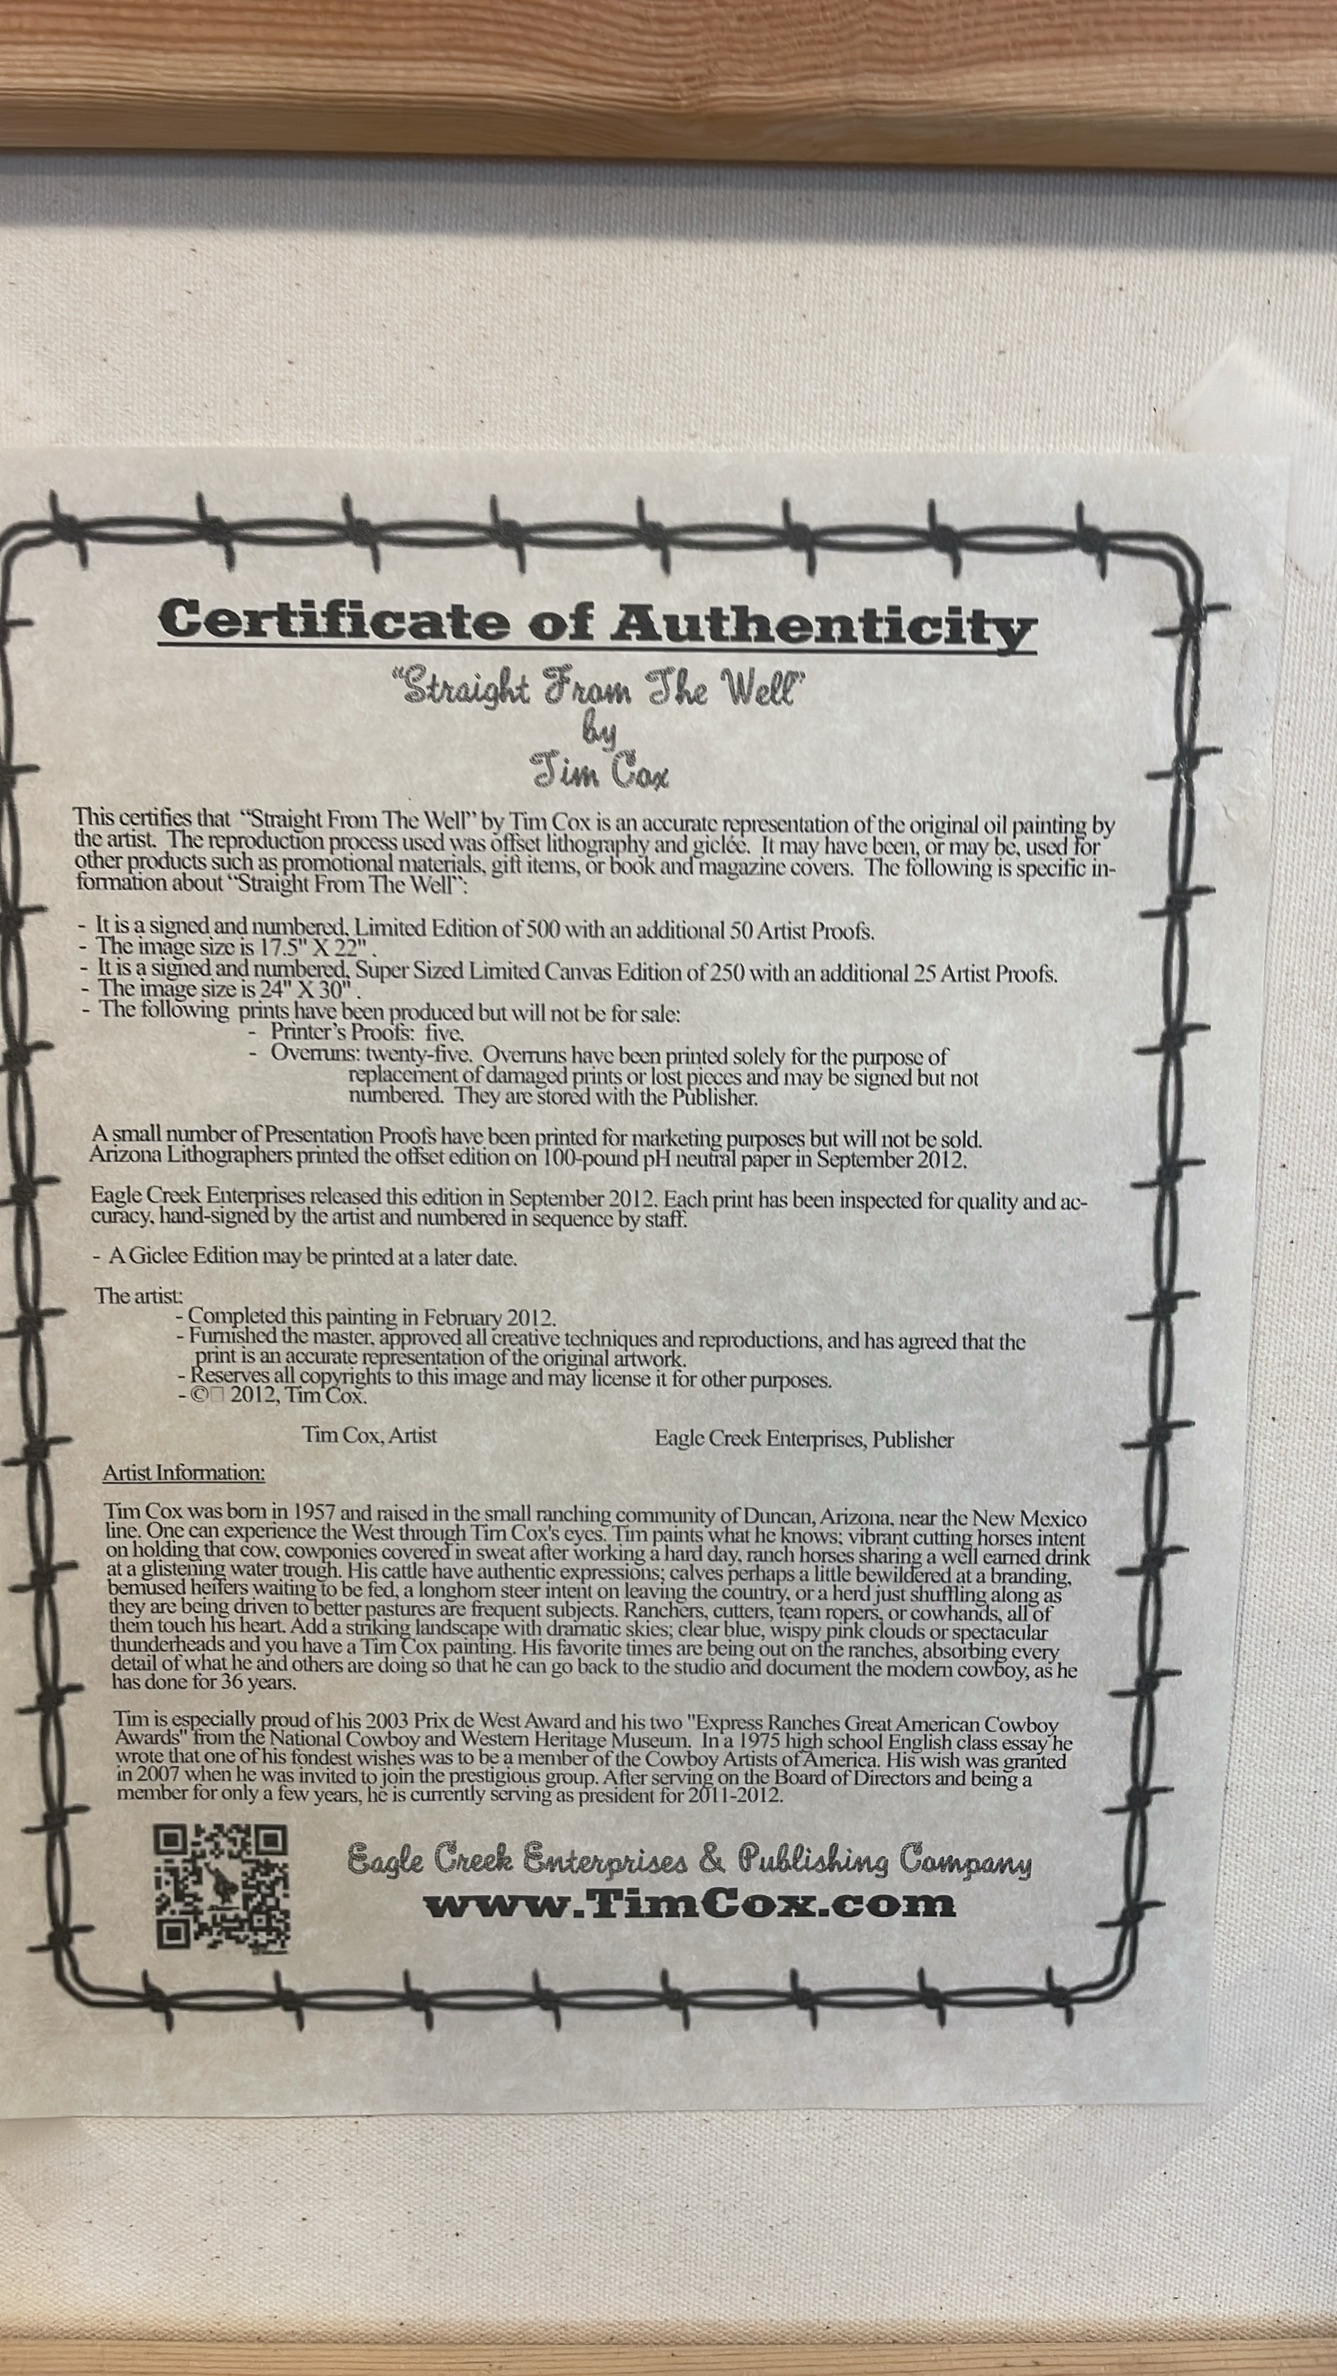 Certificate of Authenticity
"Straight From The Well"
by
Tim Cox
This certifies that "Straight From The Well" by Tim Cox is an accurate representation of the original oil painting by
the artist. The reproduction process used was offset lithography and giclée. It may have been, or may be, used for
other products such as promotional materials, gift items, or book and magazine covers. The following is specific in-
formation about "Straight From The Well":
- It is a signed and numbered, Limited Edition of 500 with an additional 50 Artist Proofs.
- The image size is 17.5" X 22" .
- It is a signed and numbered, Super Sized Limited Canvas Edition of 250 with an additional 25 Artist Proofs.
- The image size is 24" X 30" .
- The following prints have been produced but will not be for sale:
- Printer's Proofs: five.
- Overruns: twenty-five. Overruns have been printed solely for the purpose of
replacement of damaged prints or lost pieces and may be signed but not
numbered. They are stored with the Publisher.
A small number of Presentation Proofs have been printed for marketing purposes but will not be sold.
Arizona Lithographers printed the offset edition on 100-pound pH neutral paper in September 2012.
Eagle Creek Enterprises released this edition in September 2012. Each print has been inspected for quality and ac-
curacy, hand-signed by the artist and numbered in sequence by staff.
- A Giclee Edition may be printed at a later date.
The artist:
- Completed this painting in February 2012.
- Furnished the master, approved all creative techniques and reproductions, and has agreed that the
print is an accurate representation of the original artwork.
- Reserves all copyrights to this image and may license it for other purposes.
- ©□ 2012, Tim Cox.
Tim Cox, Artist
Eagle Creek Enterprises, Publisher
Artist Information:
Tim Cox was born in 1957 and raised in the small ranching community of Duncan, Arizona, near the New Mexico
line. One can experience the West through Tim Cox's eyes. Tim paints what he knows; vibrant cutting horses intent
on holding that cow, cowponies covered in sweat after working a hard day, ranch horses sharing a well earned drink
at a glistening water trough. His cattle have authentic expressions; calves perhaps a little bewildered at a branding,
bemused heifers waiting to be fed, a longhorn steer intent on leaving the country, or a herd just shuffling along as
they are being driven to better pastures are frequent subjects. Ranchers, cutters, team ropers, or cowhands, all of
them touch his heart. Add a striking landscape with dramatic skies; clear blue, wispy pink clouds or spectacular
thunderheads and you have a Tim Cox painting. His favorite times are being out on the ranches, absorbing every
detail of what he and others are doing so that he can go back to the studio and document the modern cowboy, as he
has done for 36 years.
Tim is especially proud of his 2003 Prix de West Award and his two "Express Ranches Great American Cowboy
Awards" from the National Cowboy and Western Heritage Museum. In a 1975 high school English class essay he
wrote that one of his fondest wishes was to be a member of the Cowboy Artists of America. His wish was granted
in 2007 when he was invited to join the prestigious group. After serving on the Board of Directors and being a
member for only a few years, he is currently serving as president for 2011-2012.
Eagle Creek Enterprises & Publishing Company
www.TimCox.com